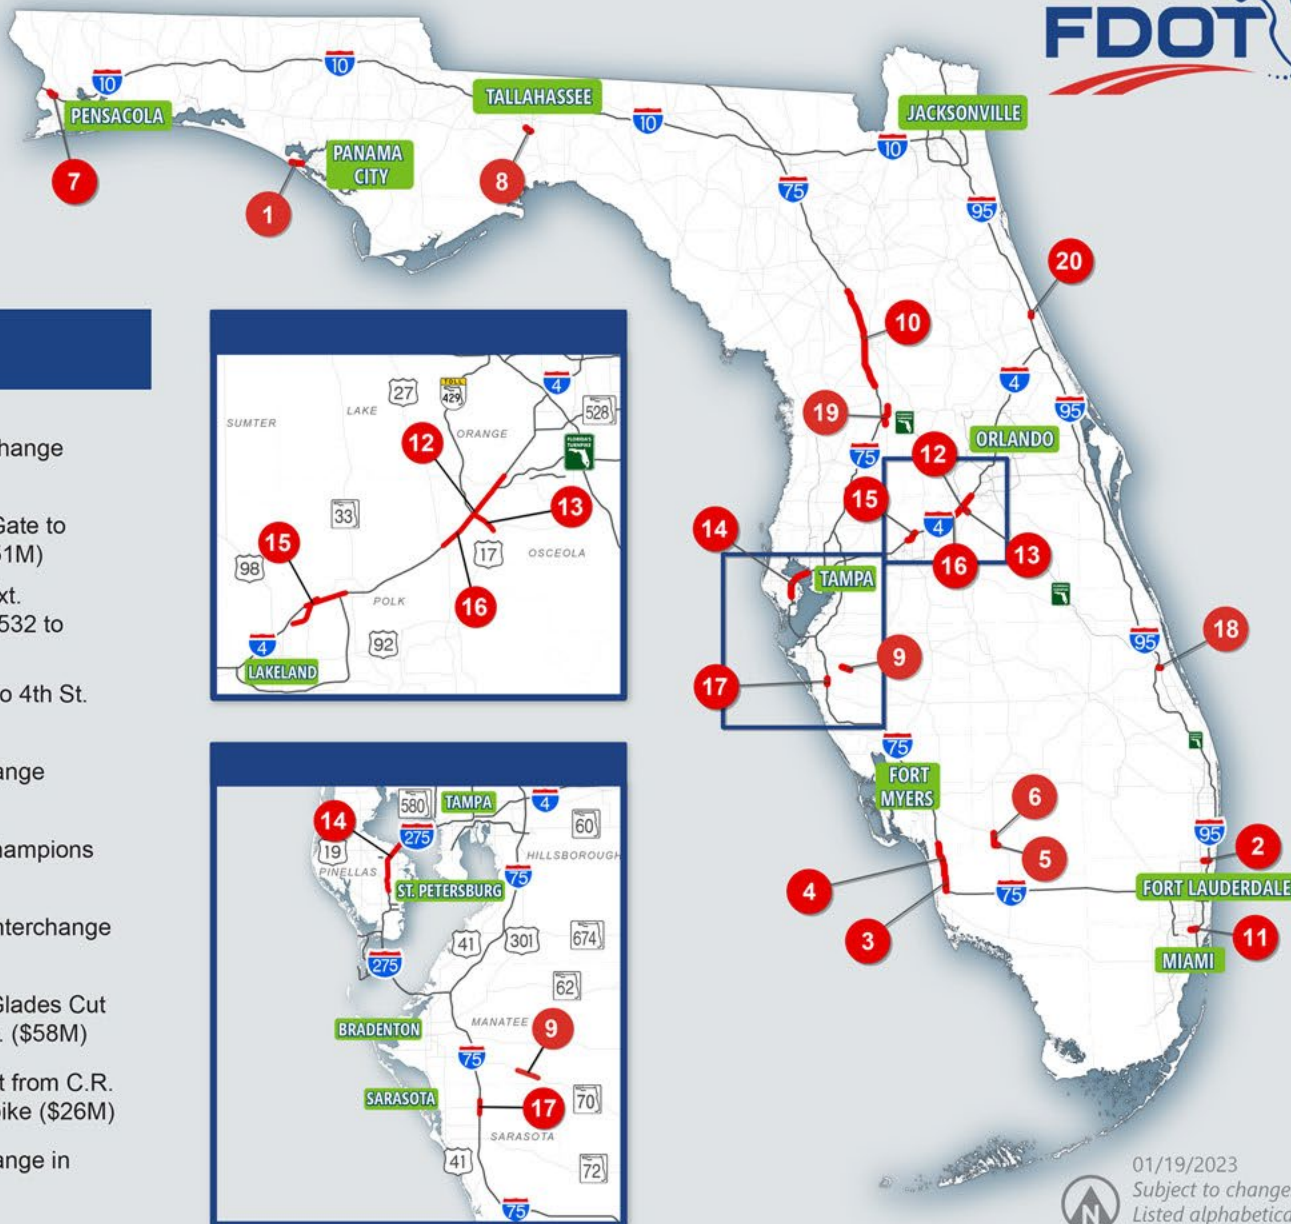 FDOT
10
10
TALLAHASSEE
JACKSONVILLE
PENSACOLA
10
10
PANAMA
CITY
7
8
75
1
95
20
10
4
19
95
ORLANDO
12
75
15
4
14
13
16
TAMPA
95
18
9
17
75
FORT
MYERS
6
95
2
5
4
75
FORT LAUDERDALE
3
11
MIAMI
hange
Gate to
51M)
xt.
532 to
o 4th St.
ange
hampions
nterchange
Glades Cut
. ($58M)
t from C.R.
pike ($26M)
ange in
27
TOLL
429
4
LAKE
528
SUMTER
ORANGE
12
FLORIDA'S
TURNPIKE
33
13
15
17
OSCEOLA
98
POLK
16
92
4
LAKELAND
580
TAMPA
4
14
275
60
19
HILLSBOROUGH
PINELLAS
75
ST. PETERSBURG
41
301
674
275
62
MANATEE
9
BRADENTON
75
SARASOTA
70
17
SARASOTA
41
72
75
01/19/2023
Subject to change
Listed alphabetica
N